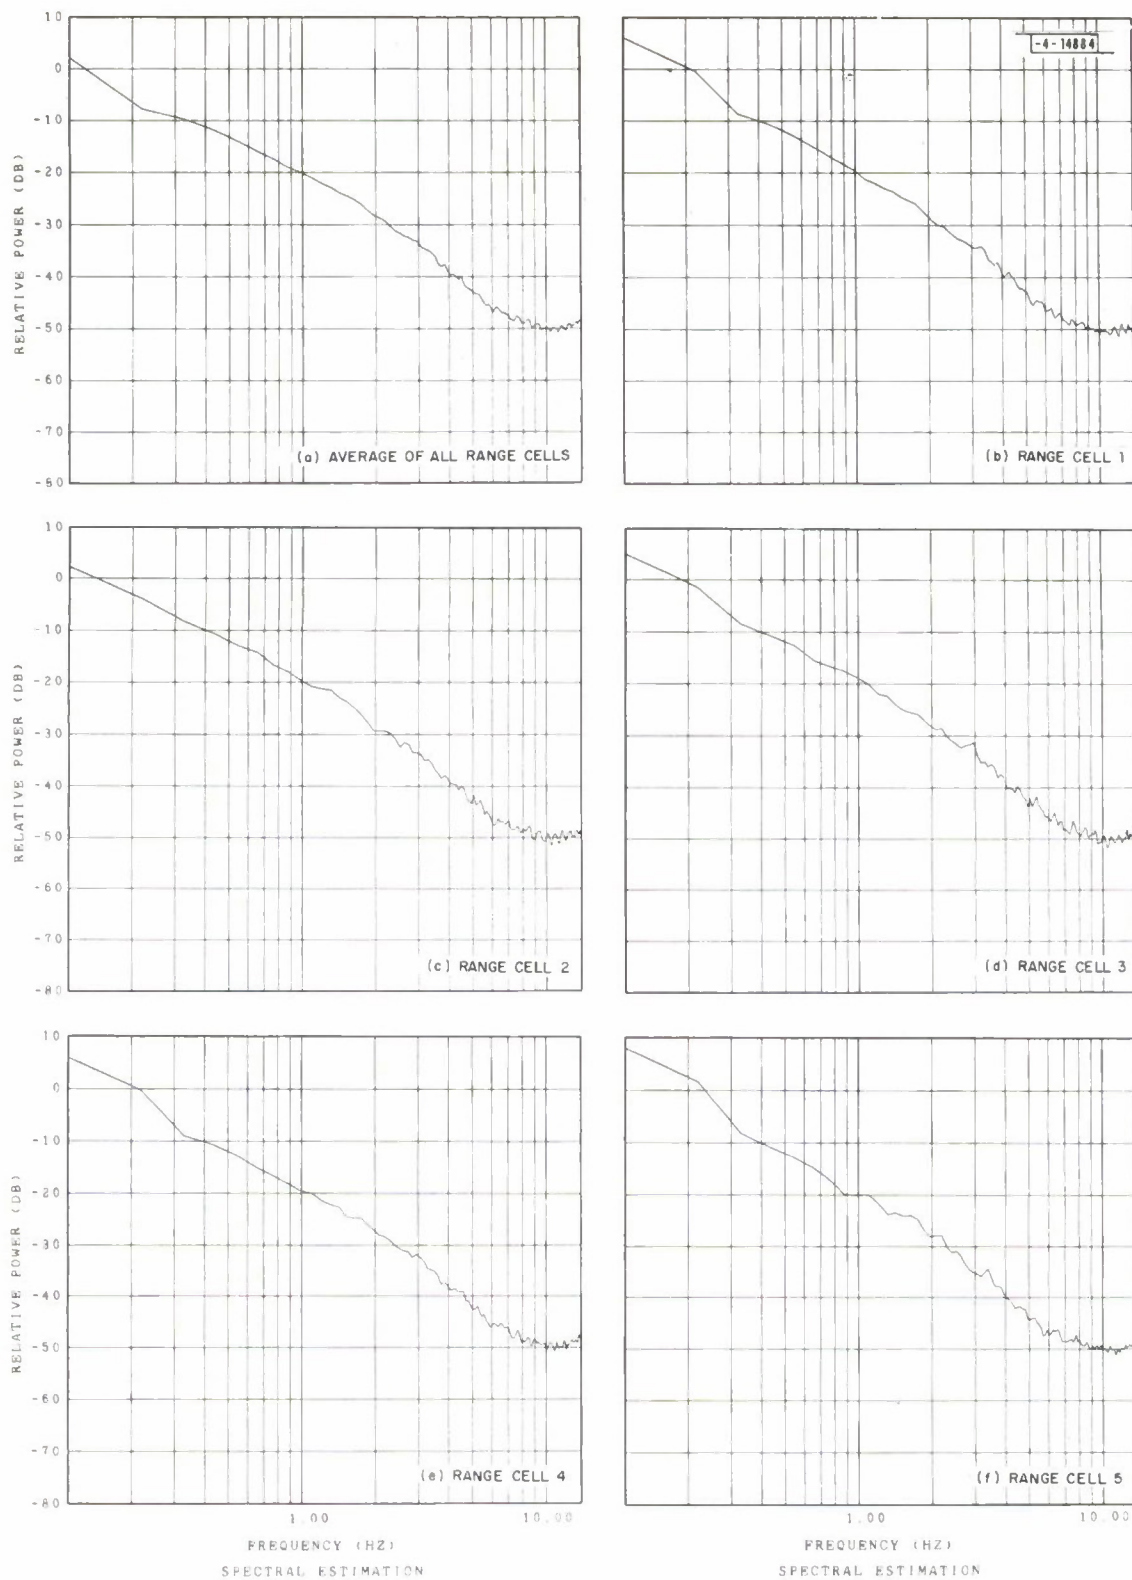 -4-14884
10
0
-10
-20
-30
-40
-50
-60
-70
-80
RELATIVE POWER (DB)
(a) AVERAGE OF ALL RANGE CELLS
(b) RANGE CELL 1
10
0
-10
-20
-30
-40
-50
-60
-70
-80
RELATIVE POWER (DB)
(c) RANGE CELL 2
(d) RANGE CELL 3
10
0
-10
-20
-30
-40
-50
-60
-70
-80
RELATIVE POWER (DB)
(e) RANGE CELL 4
(f) RANGE CELL 5
1.00 10.00
1.00 10.00
FREQUENCY (HZ)
FREQUENCY (HZ)
SPECTRAL ESTIMATION
SPECTRAL ESTIMATION